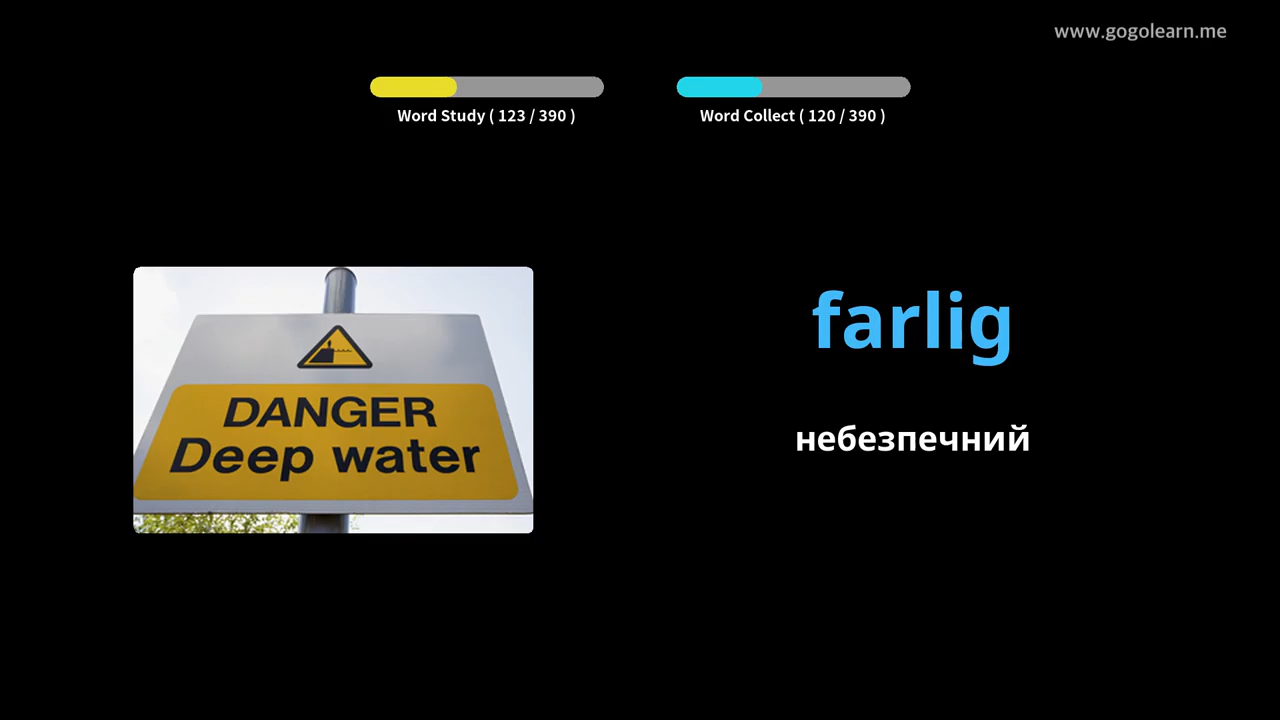 www.gogolearn.me
Word Study ( 123 / 390 )
Word Collect ( 120 / 390 )
DANGER
Deep water
farlig
небезпечний